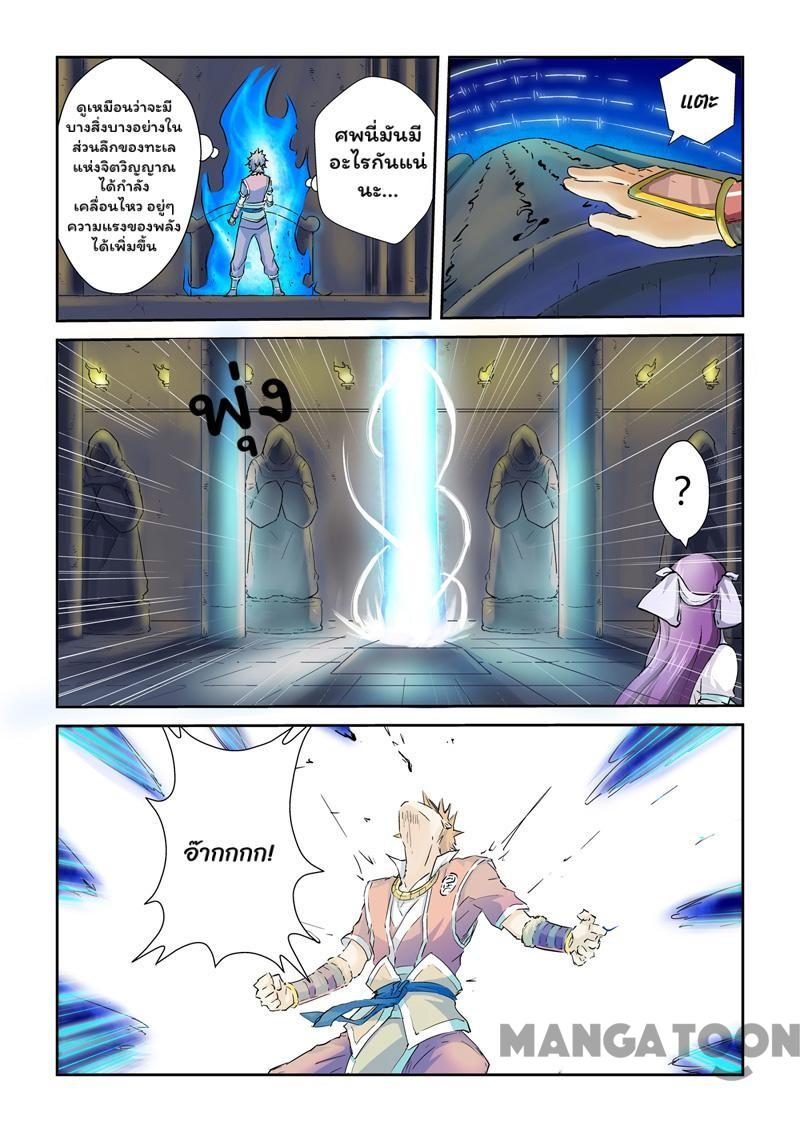 ดูเหมือนว่าจะมี
บางสิ่งบางอย่างใน
ส่วนลึกของทะเล
แห่งจิตวิญญาณ
ได้กำลัง
เคลื่อนไหว อยู่ๆ
ความแรงของพลัง
ได้เพิ่มขึ้น
ศพนี่มันมี
อะไรกันแน่
นะ...
แตะ
พุ่ง
?
อ๊ากกกก!
MANGATOON